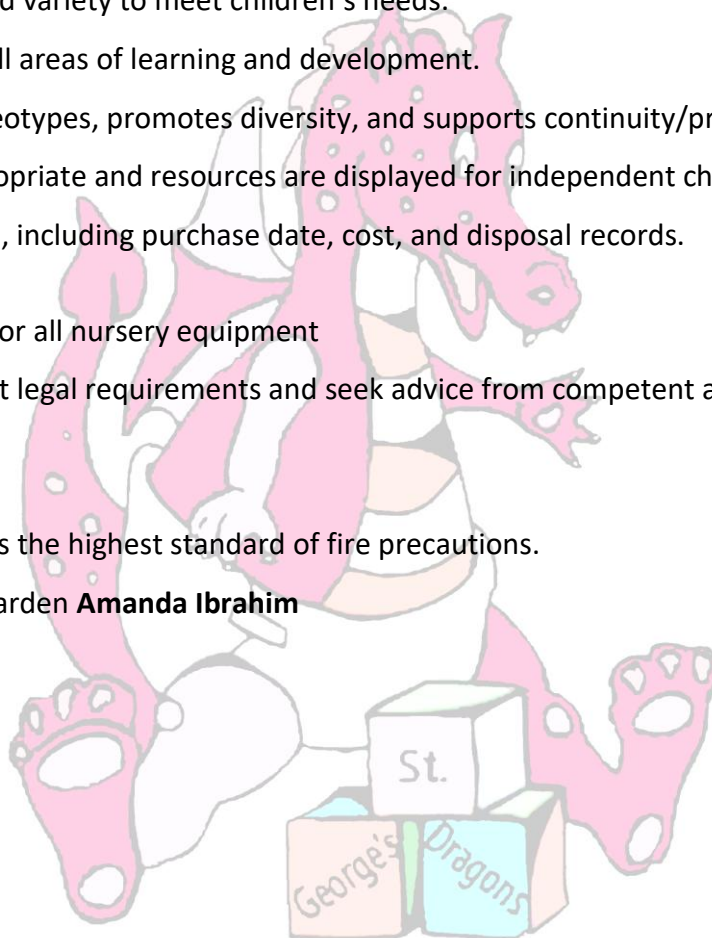 d variety to meet children's needs.
ll areas of learning and development.
eotypes, promotes diversity, and supports continuity/pr
opriate and resources are displayed for independent ch
, including purchase date, cost, and disposal records.
or all nursery equipment
t legal requirements and seek advice from competent a
s the highest standard of fire precautions.
arden Amanda Ibrahim
St.
George's Dragons